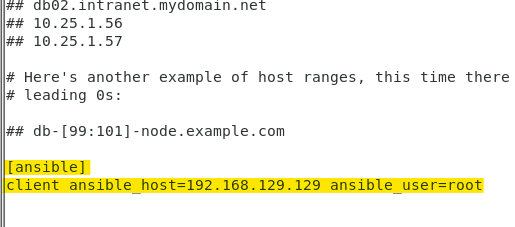 ## db02.intranet.mydomain.net
## 10.25.1.56
## 10.25.1.57
# Here's another example of host ranges, this time there
# leading 0s:
## db-[99:101]-node.example.com
[ansible]
client ansible_host=192.168.129.129 ansible_user=root